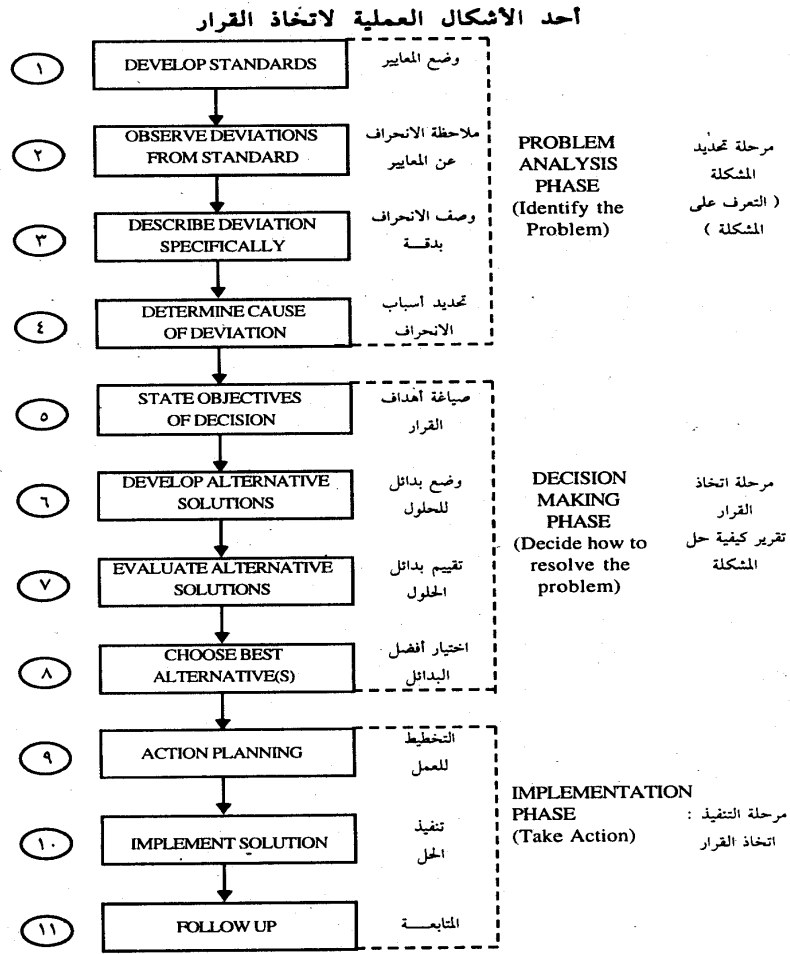 أحد الأشكال العملية لاتخاذ القرار
١
DEVELOP STANDARDS
وضع المعايير
٢
OBSERVE DEVIATIONS
FROM STANDARD
ملاحظة الانحراف
عن المعايير
٣
DESCRIBE DEVIATION
SPECIFICALLY
وصف الانحراف
بدقــــة
٤
DETERMINE CAUSE
OF DEVIATION
تحديد أسباب
الانحراف
PROBLEM
ANALYSIS
PHASE
(Identify the
Problem)
مرحلة تحديد
المشكلة
( التعرف على
المشكلة )
٥
STATE OBJECTIVES
OF DECISION
صياغة أهداف
القرار
٦
DEVELOP ALTERNATIVE
SOLUTIONS
وضع بدائل
للحلول
٧
EVALUATE ALTERNATIVE
SOLUTIONS
تقييم بدائل
الحلول
٨
CHOOSE BEST
ALTERNATIVE(S)
اختيار أفضل
البدائل
DECISION
MAKING
PHASE
(Decide how to
resolve the
problem)
مرحلة اتخاذ
القرار
تقرير كيفية حل
المشكلة
٩
ACTION PLANNING
التخطيط
للعمل
١٠
IMPLEMENT SOLUTION
تنفيذ
الحل
١١
FOLLOW UP
المتابعـــــة
IMPLEMENTATION
PHASE
(Take Action)
مرحلة التنفيذ :
اتخاذ القرار